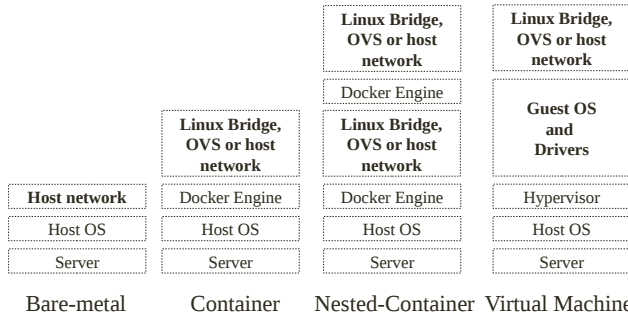 Linux Bridge,
OVS or host
network
Linux Bridge,
OVS or host
network
Docker Engine
Guest OS
and
Drivers
Linux Bridge,
OVS or host
network
Linux Bridge,
OVS or host
network
Host network
Docker Engine
Docker Engine
Hypervisor
Host OS
Host OS
Host OS
Host OS
Server
Server
Server
Server
Bare-metal
Container
Nested-Container
Virtual Machine